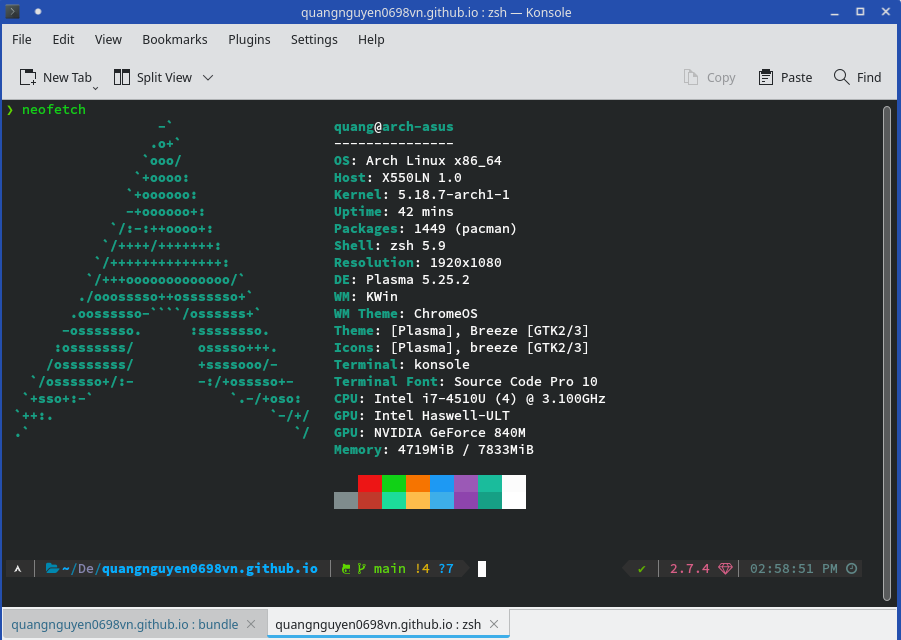 quangnguyen0698vn.github.io : zsh — Konsole
File Edit View Bookmarks Plugins Settings Help
New Tab Split View Copy Paste Find
❯ neofetch
-`
.o+`
`ooo/
`+oooo:
`+oooooo:
-+oooooo+:
`/:-:++oooo+:
`/++++/+++++++:
`/++++++++++++++:
`/+++ooooooooooooo/`
./ooosssso++osssssso+`
.oossssso-````/ossssss+`
-osssssso. :ssssssso.
:osssssss/ osssso+++.
/ossssssss/ +ssssooo/-
`/ossssso+/:- -:/+osssso+-
`+sso+:-` `.-/+oso:
`++:. `-/+/
.` `/
quang@arch-asus
---------------
OS: Arch Linux x86_64
Host: X550LN 1.0
Kernel: 5.18.7-arch1-1
Uptime: 42 mins
Packages: 1449 (pacman)
Shell: zsh 5.9
Resolution: 1920x1080
DE: Plasma 5.25.2
WM: KWin
WM Theme: ChromeOS
Theme: [Plasma], Breeze [GTK2/3]
Icons: [Plasma], breeze [GTK2/3]
Terminal: konsole
Terminal Font: Source Code Pro 10
CPU: Intel i7-4510U (4) @ 3.100GHz
GPU: Intel Haswell-ULT
GPU: NVIDIA GeForce 840M
Memory: 4719MiB / 7833MiB
~/De/quangnguyen0698vn.github.io main !4 ?7 ✔ 2.7.4 02:58:51 PM
quangnguyen0698vn.github.io : bundle quangnguyen0698vn.github.io : zsh